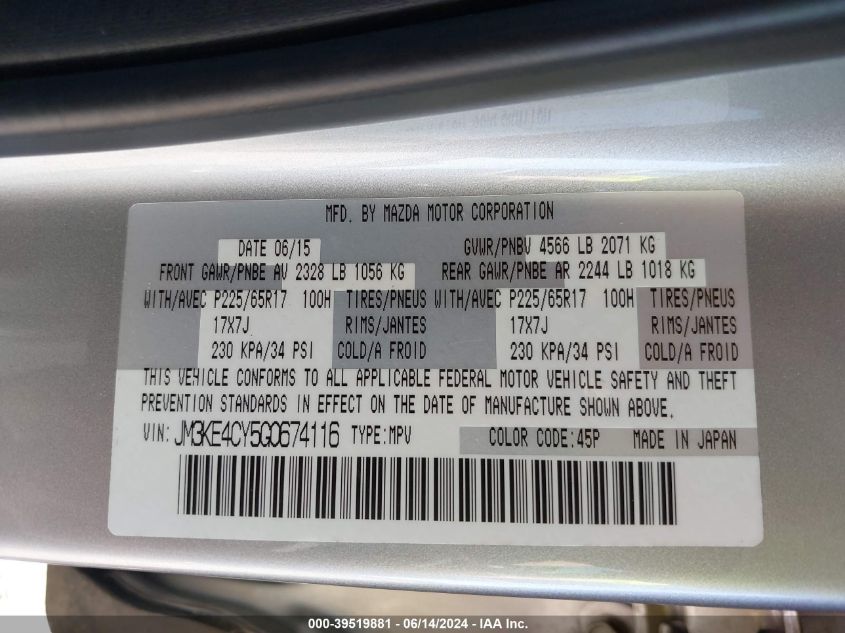 MFD. BY MAZDA MOTOR CORPORATION
DATE 06/15 GVWR/PNBV 4566 LB 2071 KG
FRONT GAWR/PNBE AV 2328 LB 1056 KG REAR GAWR/PNBE AR 2244 LB 1018 KG
WITH/AVEC P225/65R17 100H TIRES/PNEUS WITH/AVEC P225/65R17 100H TIRES/PNEUS
17X7J RIMS/JANTES 17X7J RIMS/JANTES
230 KPA/34 PSI COLD/A FROID 230 KPA/34 PSI COLD/A FROID
THIS VEHICLE CONFORMS TO ALL APPLICABLE FEDERAL MOTOR VEHICLE SAFETY AND THEFT
PREVENTION STANDARDS IN EFFECT ON THE DATE OF MANUFACTURE SHOWN ABOVE.
VIN: JM3KE4CY5G0674116 TYPE:MPV COLOR CODE:45P MADE IN JAPAN
000-39519881 - 06/14/2024 - IAA Inc.